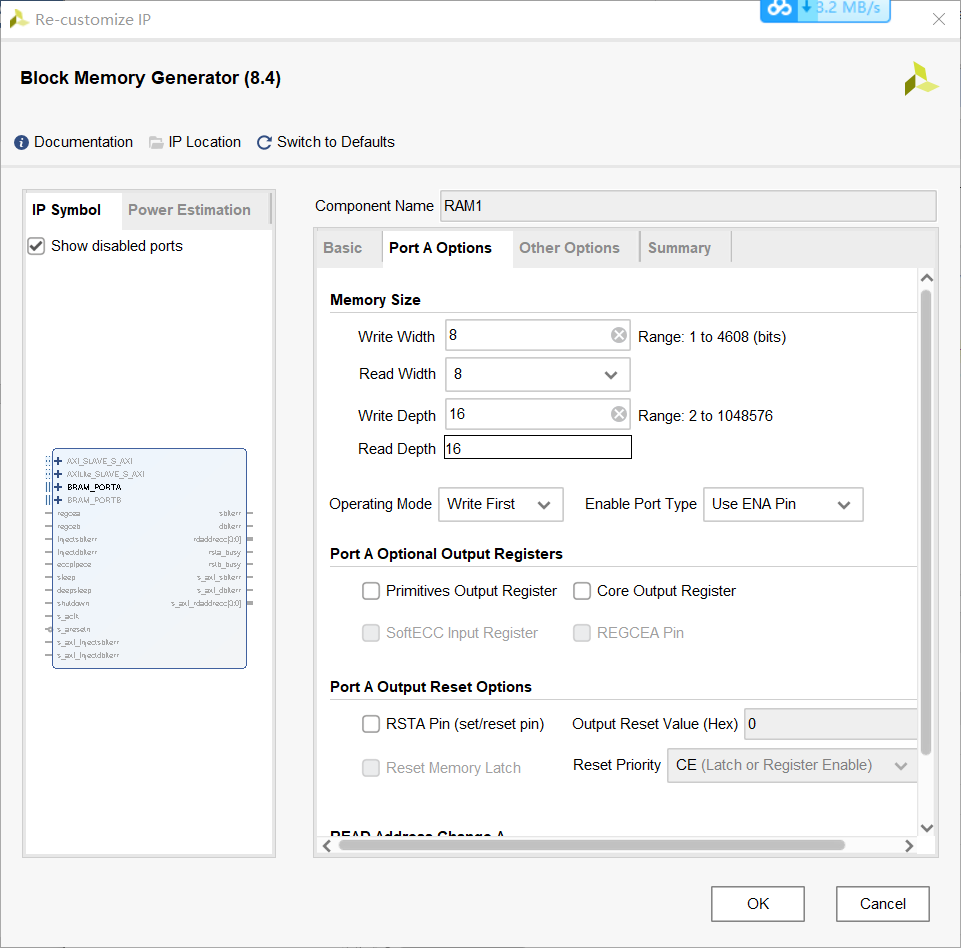 Re-customize IP
3.2 MB/s
Block Memory Generator (8.4)
Documentation IP Location Switch to Defaults
IP Symbol Power Estimation
Show disabled ports
AXI_SLAVE_S_AXI
AXILite_SLAVE_S_AXI
BRAM_PORTA
BRAM_PORTB
regcea sbiterr
regceb dbiterr
injectsbiterr rdaddrecc[0:0]
injectdbiterr rsta_busy
eccpipece rstb_busy
sleep s_axi_sbiterr
deepsleep s_axi_dbiterr
shutdown s_axi_rdaddrecc[0:0]
s_aclk
s_aresetn
s_axi_injectsbiterr
s_axi_injectdbiterr
Component Name RAM1
Basic Port A Options Other Options Summary
Memory Size
Write Width 8 Range: 1 to 4608 (bits)
Read Width 8
Write Depth 16 Range: 2 to 1048576
Read Depth 16
Operating Mode Write First Enable Port Type Use ENA Pin
Port A Optional Output Registers
Primitives Output Register Core Output Register
SoftECC Input Register REGCEA Pin
Port A Output Reset Options
RSTA Pin (set/reset pin) Output Reset Value (Hex) 0
Reset Memory Latch Reset Priority CE (Latch or Register Enable)
READ Address Change A
OK Cancel